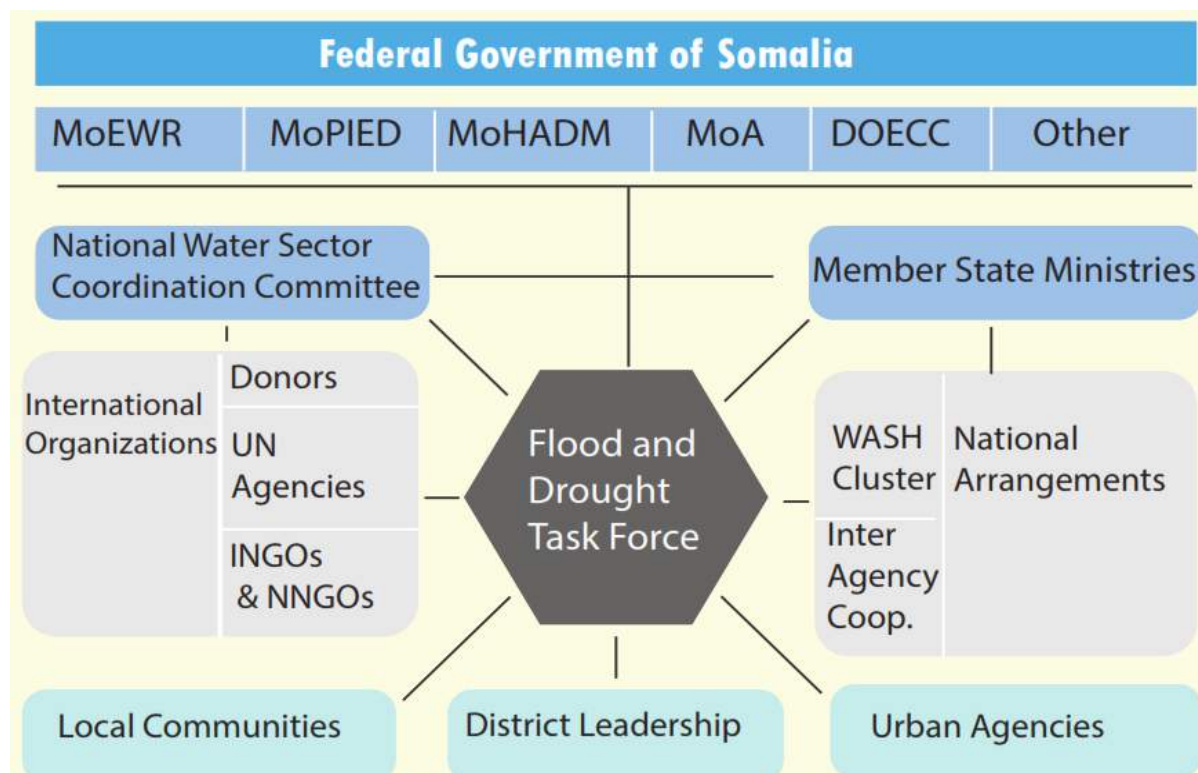 Federal Government of Somalia
MoEWR MoPIED MoHADM MoA DOECC Other
National Water Sector
Coordination Committee
Member State Ministries
International
Organizations
Donors
UN
Agencies
INGOs
& NNGOs
Flood and
Drought
Task Force
WASH
Cluster
Inter
Agency
Coop.
National
Arrangements
Local Communities
District Leadership
Urban Agencies